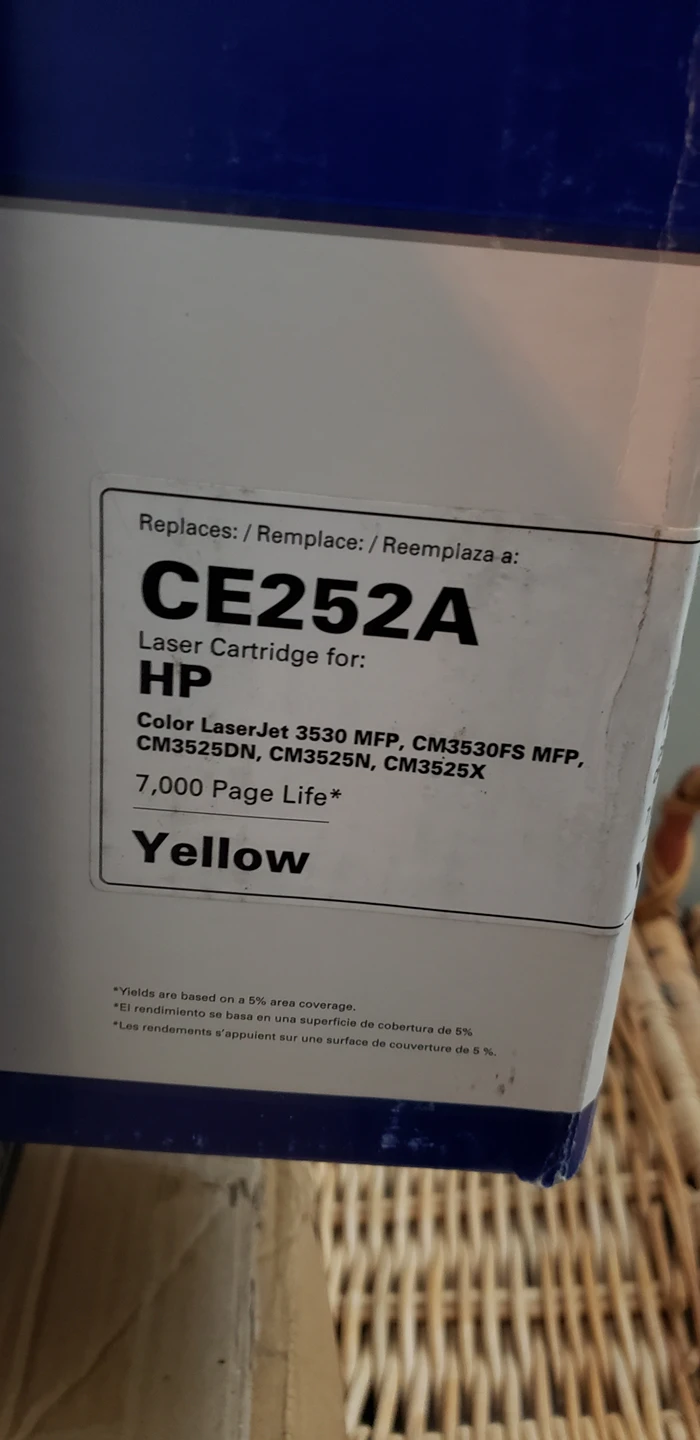 Replaces: / Remplace: / Reemplaza a:
CE252A
Laser Cartridge for:
HP
Color LaserJet 3530 MFP, CM3530FS MFP,
CM3525DN, CM3525N, CM3525X
7,000 Page Life*
Yellow
*Yields are based on a 5% area coverage.
*El rendimiento se basa en una superficie de cobertura de 5%
*Les rendements s'appuient sur une surface de couverture de 5 %.